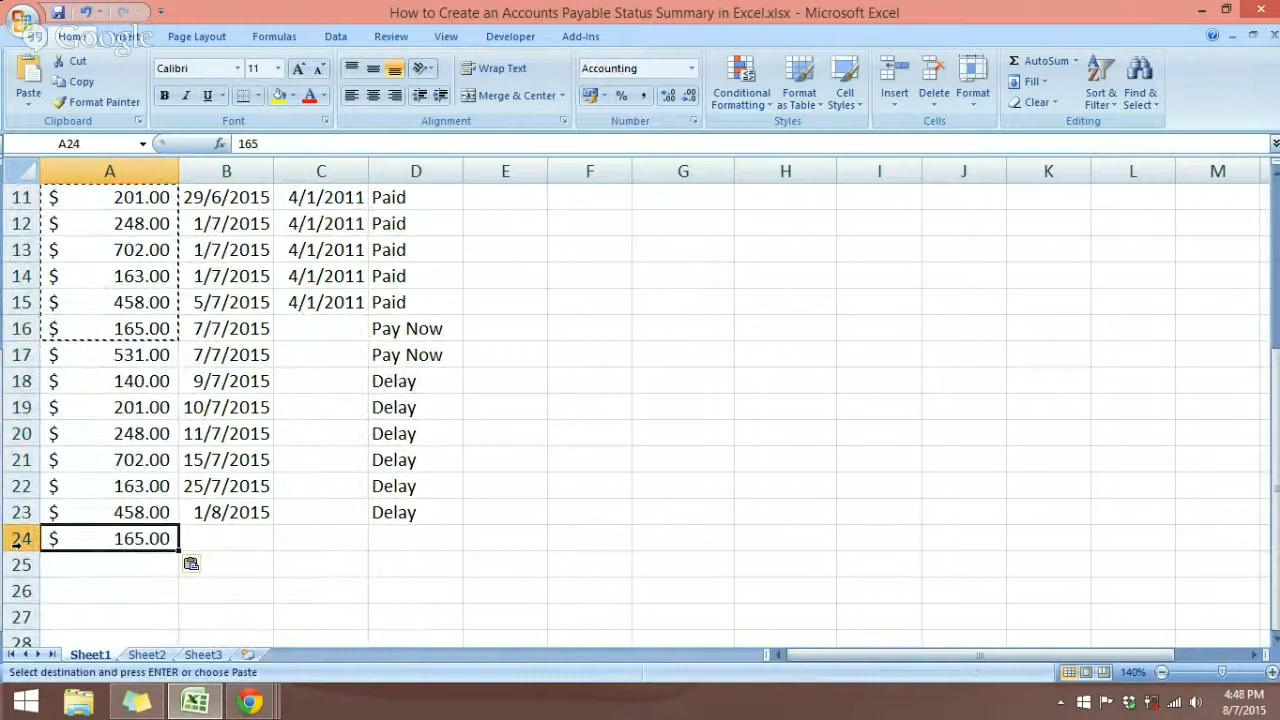 How to Create an Accounts Payable Status Summary in Excel.xlsx - Microsoft Excel
Home Insert Page Layout Formulas Data Review View Developer Add-Ins
Google
Paste
Cut
Copy
Format Painter
Clipboard
Calibri 11
B I U
Font
Wrap Text
Merge & Center
Alignment
Accounting
$ % ,
Number
Conditional Formatting
Format as Table
Cell Styles
Styles
Insert
Delete
Format
Cells
Σ AutoSum
Fill
Clear
Sort & Filter
Find & Select
Editing
A24 fx 165
A B C D E F G H I J K L M
11 $ 201.00 29/6/2015 4/1/2011 Paid
12 $ 248.00 1/7/2015 4/1/2011 Paid
13 $ 702.00 1/7/2015 4/1/2011 Paid
14 $ 163.00 1/7/2015 4/1/2011 Paid
15 $ 458.00 5/7/2015 4/1/2011 Paid
16 $ 165.00 7/7/2015 Pay Now
17 $ 531.00 7/7/2015 Pay Now
18 $ 140.00 9/7/2015 Delay
19 $ 201.00 10/7/2015 Delay
20 $ 248.00 11/7/2015 Delay
21 $ 702.00 15/7/2015 Delay
22 $ 163.00 25/7/2015 Delay
23 $ 458.00 1/8/2015 Delay
24 $ 165.00
25
26
27
28
Sheet1 Sheet2 Sheet3
Select destination and press ENTER or choose Paste
140%
4:48 PM
8/7/2015